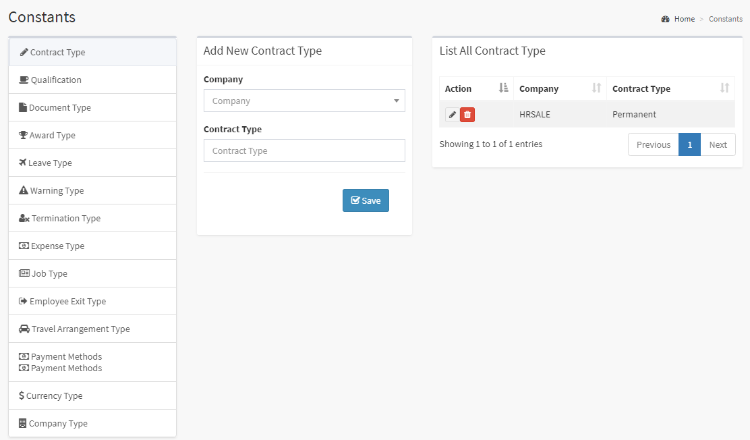 Constants
Home > Constants
Contract Type
Qualification
Document Type
Award Type
Leave Type
Warning Type
Termination Type
Expense Type
Job Type
Employee Exit Type
Travel Arrangement Type
Payment Methods
Payment Methods
Currency Type
Company Type
Add New Contract Type
Company
Company
Contract Type
Contract Type
Save
List All Contract Type
Action Company Contract Type
HRSALE Permanent
Showing 1 to 1 of 1 entries
Previous 1 Next